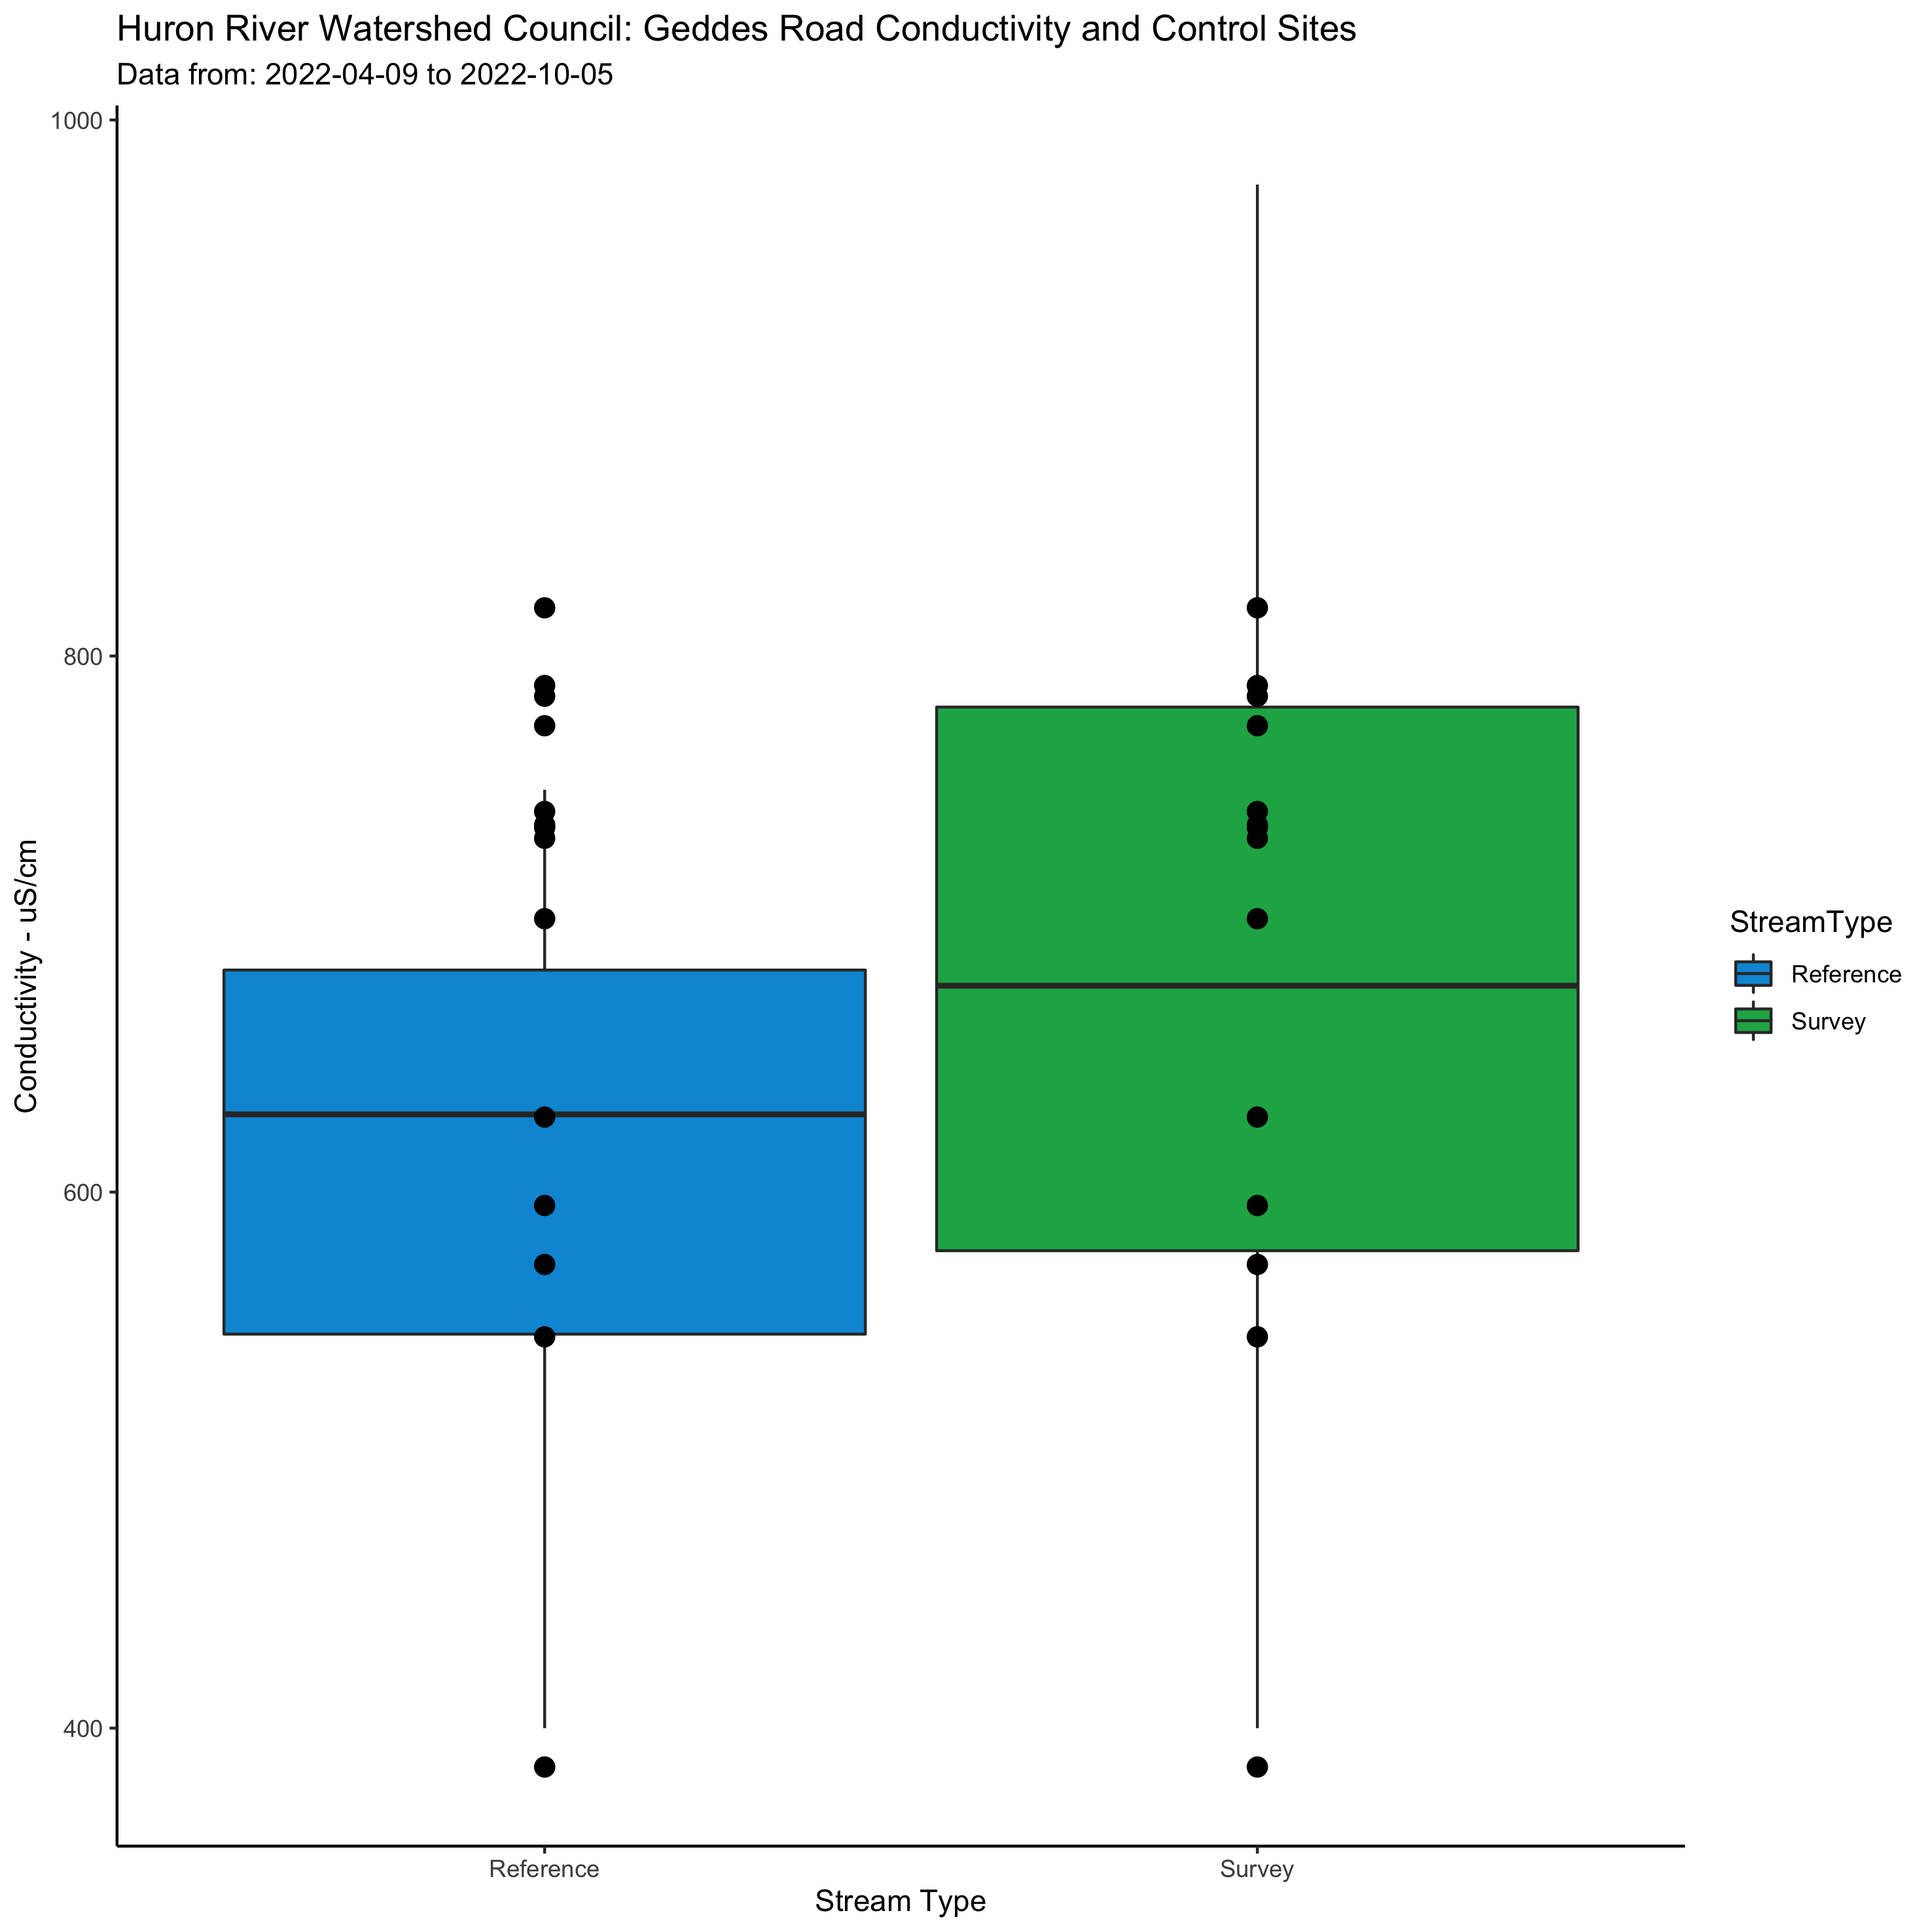 Huron River Watershed Council: Geddes Road Conductivity and Control Sites
Data from: 2022-04-09 to 2022-10-05
1000
800
600
400
Conductivity - uS/cm
Reference
Survey
Stream Type
StreamType
Reference
Survey